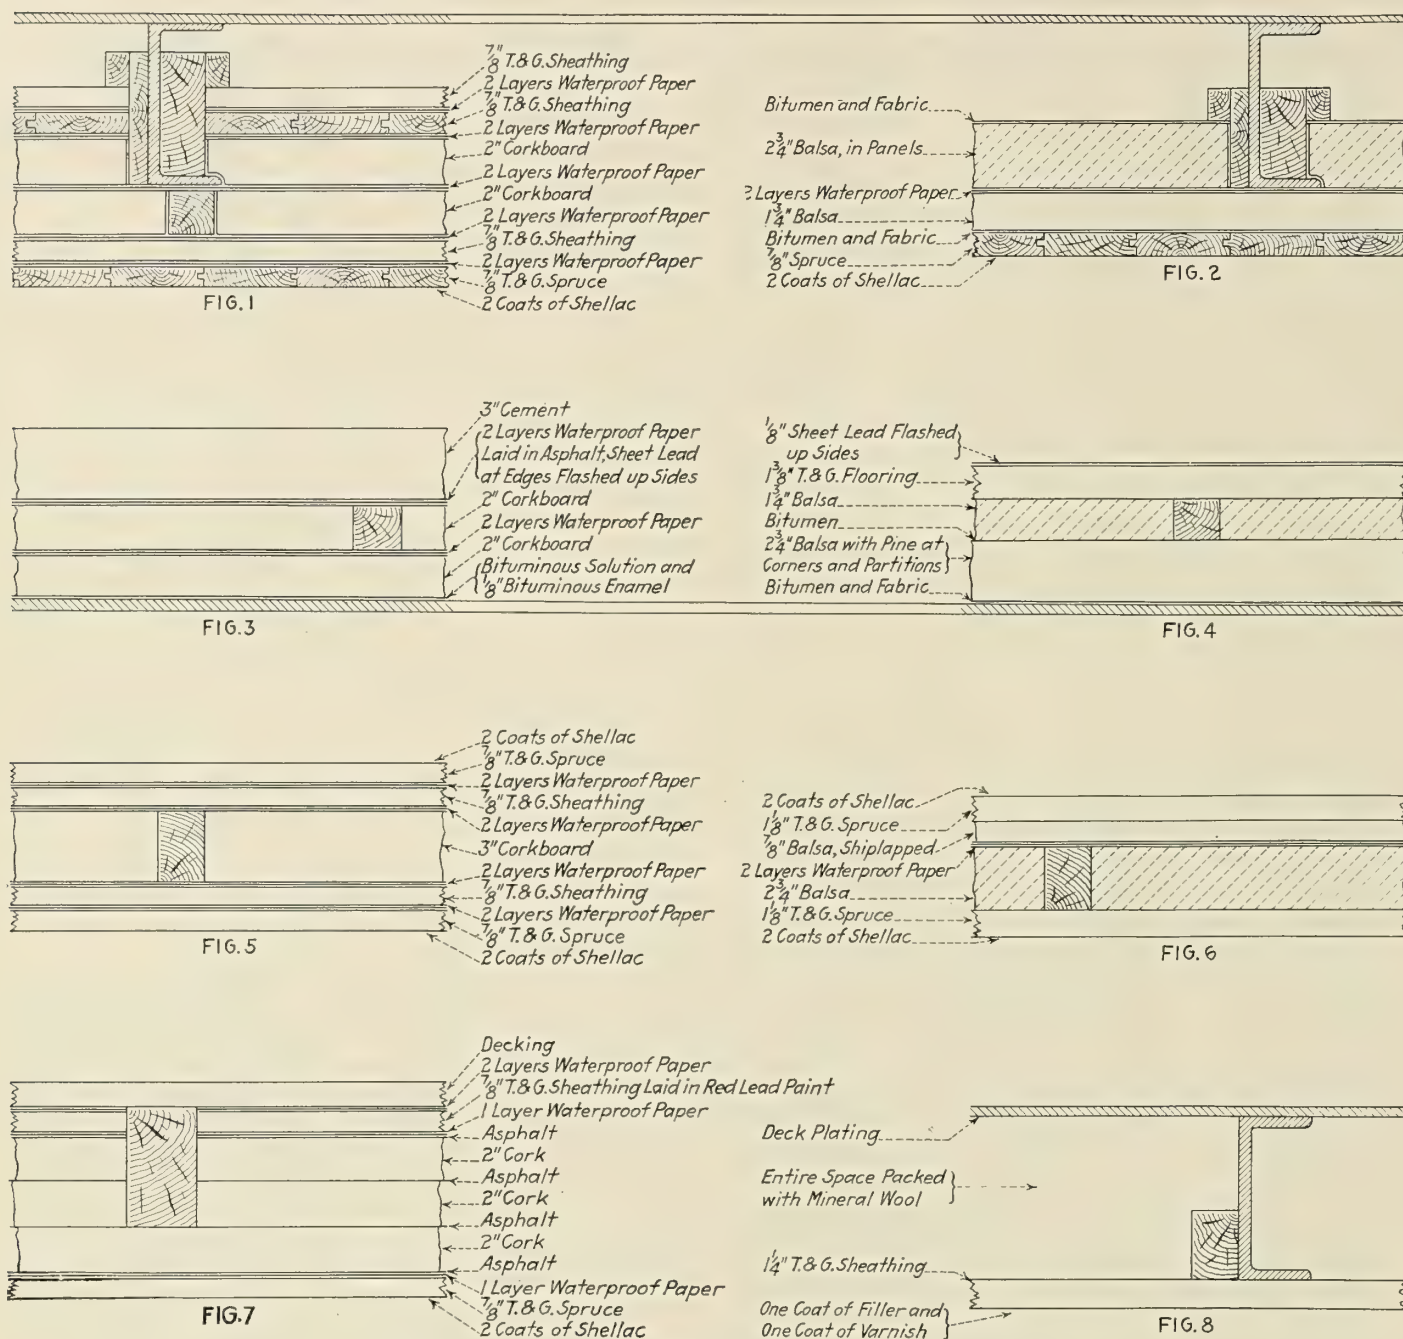 7/8" T.&G. Sheathing
2 Layers Waterproof Paper
7/8" T.&G. Sheathing
2 Layers Waterproof Paper
2" Corkboard
2 Layers Waterproof Paper
2" Corkboard
2 Layers Waterproof Paper
7/8" T.&G. Sheathing
2 Layers Waterproof Paper
7/8" T.&G. Spruce
2 Coats of Shellac
FIG. 1
Bitumen and Fabric
2 3/4" Balsa, in Panels
2 Layers Waterproof Paper
1 3/4" Balsa
Bitumen and Fabric
7/8" Spruce
2 Coats of Shellac
FIG. 2
3" Cement
2 Layers Waterproof Paper
Laid in Asphalt, Sheet Lead
at Edges Flashed up Sides
2" Corkboard
2 Layers Waterproof Paper
2" Corkboard
Bituminous Solution and
1/8" Bituminous Enamel
FIG. 3
1/8" Sheet Lead Flashed
up Sides
1 3/8" T.&G. Flooring
1 3/4" Balsa
Bitumen
2 3/4" Balsa with Pine at
Corners and Partitions
Bitumen and Fabric
FIG. 4
2 Coats of Shellac
7/8" T.&G. Spruce
2 Layers Waterproof Paper
7/8" T.&G. Sheathing
2 Layers Waterproof Paper
3" Corkboard
2 Layers Waterproof Paper
7/8" T.&G. Sheathing
2 Layers Waterproof Paper
7/8" T.&G. Spruce
2 Coats of Shellac
FIG. 5
2 Coats of Shellac
1 1/8" T.&G. Spruce
7/8" Balsa, Shiplapped
2 Layers Waterproof Paper
2 3/4" Balsa
1 1/8" T.&G. Spruce
2 Coats of Shellac
FIG. 6
Decking
2 Layers Waterproof Paper
7/8" T.&G. Sheathing Laid in Red Lead Paint
1 Layer Waterproof Paper
Asphalt
2" Cork
Asphalt
2" Cork
Asphalt
2" Cork
Asphalt
1 Layer Waterproof Paper
7/8" T.&G. Spruce
2 Coats of Shellac
FIG. 7
Deck Plating
Entire Space Packed
with Mineral Wool
1 1/4" T.&G. Sheathing
One Coat of Filler and
One Coat of Varnish
FIG. 8